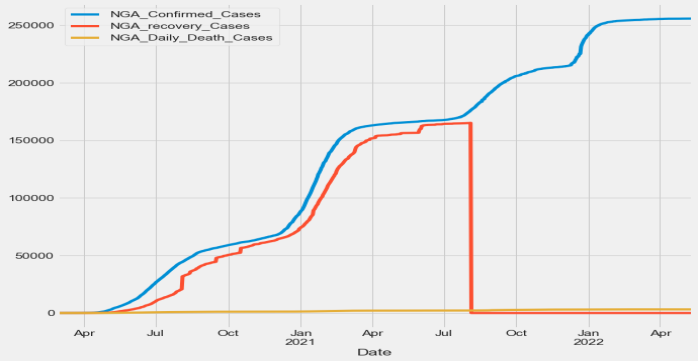 NGA_Confirmed_Cases
NGA_recovery_Cases
NGA_Daily_Death_Cases
250000
200000
150000
100000
50000
0
Apr Jul Oct Jan Apr Jul Oct Jan Apr
2021 2022
Date